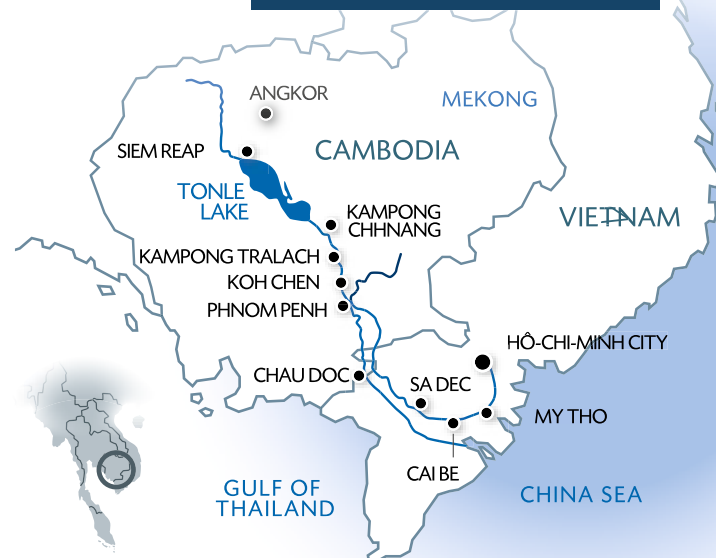 ANGKOR
MEKONG
SIEM REAP
CAMBODIA
TONLE
LAKE
KAMPONG
CHHNANG
VIETNAM
KAMPONG TRALACH
KOH CHEN
PHNOM PENH
HÔ-CHI-MINH CITY
CHAU DOC
SA DEC
MY THO
CAI BE
GULF OF
THAILAND
CHINA SEA